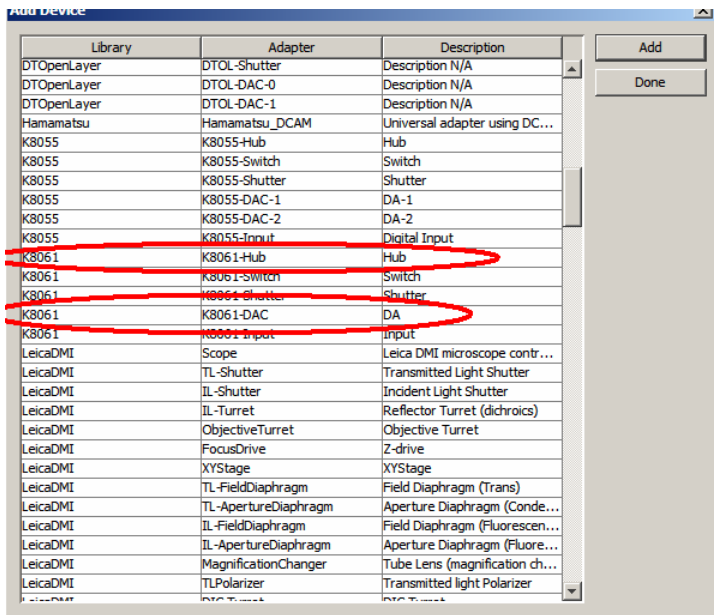 Add Device
Library Adapter Description Add
DTOpenLayer DTOL-Shutter Description N/A
DTOpenLayer DTOL-DAC-0 Description N/A Done
DTOpenLayer DTOL-DAC-1 Description N/A
Hamamatsu Hamamatsu_DCAM Universal adapter using DC...
K8055 K8055-Hub Hub
K8055 K8055-Switch Switch
K8055 K8055-Shutter Shutter
K8055 K8055-DAC-1 DA-1
K8055 K8055-DAC-2 DA-2
K8055 K8055-Input Digital Input
K8061 K8061-Hub Hub
K8061 K8061-Switch Switch
K8061 K8061-Shutter Shutter
K8061 K8061-DAC DA
K8061 K8061-Input Input
LeicaDMI Scope Leica DMI microscope contr...
LeicaDMI TL-Shutter Transmitted Light Shutter
LeicaDMI IL-Shutter Incident Light Shutter
LeicaDMI IL-Turret Reflector Turret (dichroics)
LeicaDMI ObjectiveTurret Objective Turret
LeicaDMI FocusDrive Z-drive
LeicaDMI XYStage XYStage
LeicaDMI TL-FieldDiaphragm Field Diaphragm (Trans)
LeicaDMI TL-ApertureDiaphragm Aperture Diaphragm (Conde...
LeicaDMI IL-FieldDiaphragm Field Diaphragm (Fluorescen...
LeicaDMI IL-ApertureDiaphragm Aperture Diaphragm (Fluore...
LeicaDMI MagnificationChanger Tube Lens (magnification ch...
LeicaDMI TLPolarizer Transmitted light Polarizer